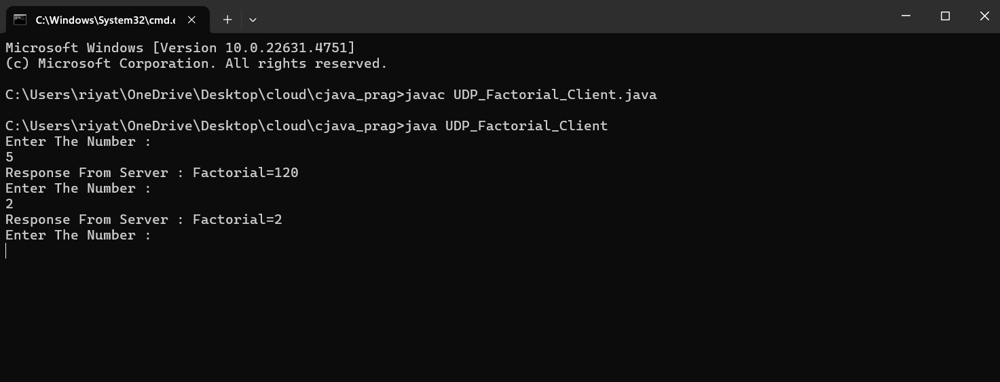 C:\Windows\System32\cmd.e
Microsoft Windows [Version 10.0.22631.4751]
(c) Microsoft Corporation. All rights reserved.
C:\Users\riyat\OneDrive\Desktop\cloud\cjava_prag>javac UDP_Factorial_Client.java
C:\Users\riyat\OneDrive\Desktop\cloud\cjava_prag>java UDP_Factorial_Client
Enter The Number :
5
Response From Server : Factorial=120
Enter The Number :
2
Response From Server : Factorial=2
Enter The Number :